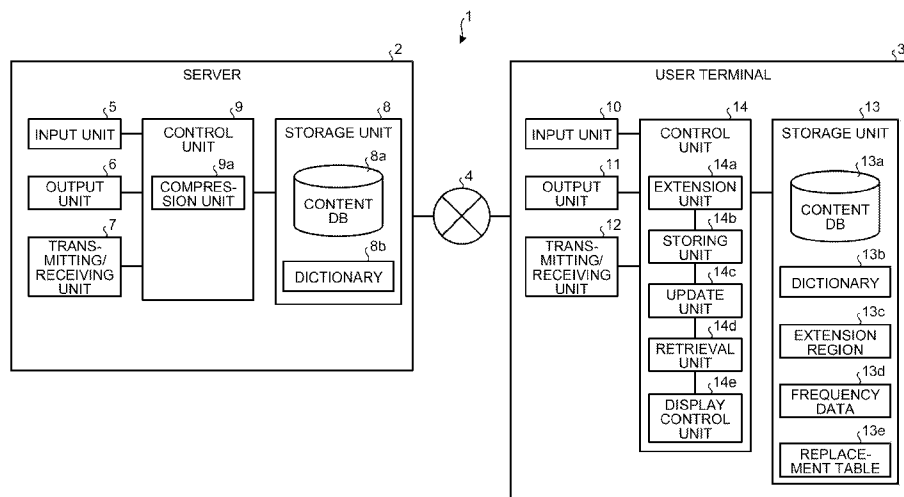 1
2
SERVER
5
INPUT UNIT
6
OUTPUT
UNIT
7
TRANS-
MITTING/
RECEIVING
UNIT
9
CONTROL
UNIT
9a
COMPRES-
SION UNIT
8
STORAGE UNIT
8a
CONTENT
DB
8b
DICTIONARY
4
3
USER TERMINAL
10
INPUT UNIT
11
OUTPUT
UNIT
12
TRANS-
MITTING/
RECEIVING
UNIT
14
CONTROL
UNIT
14a
EXTENSION
UNIT
14b
STORING
UNIT
14c
UPDATE
UNIT
14d
RETRIEVAL
UNIT
14e
DISPLAY
CONTROL
UNIT
13
STORAGE UNIT
13a
CONTENT
DB
13b
DICTIONARY
13c
EXTENSION
REGION
13d
FREQUENCY
DATA
13e
REPLACE-
MENT TABLE